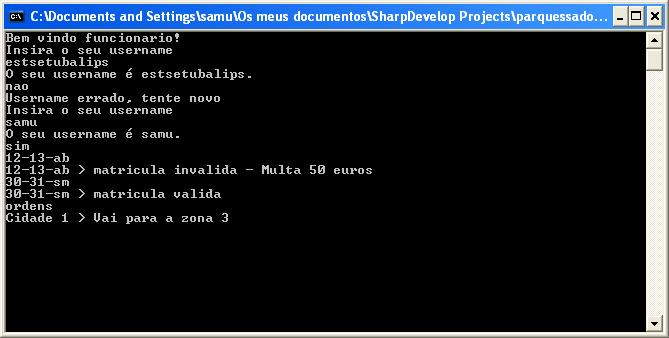 C:\Documents and Settings\samu\Os meus documentos\SharpDevelop Projects\parquessado...
Bem vindo funcionario!
Insira o seu username
estsetubalips
O seu username é estsetubalips.
nao
Username errado, tente novo
Insira o seu username
samu
O seu username é samu.
sim
12-13-ab
12-13-ab > matricula invalida - Multa 50 euros
30-31-sm
30-31-sm > matricula valida
ordens
Cidade 1 > Vai para a zona 3